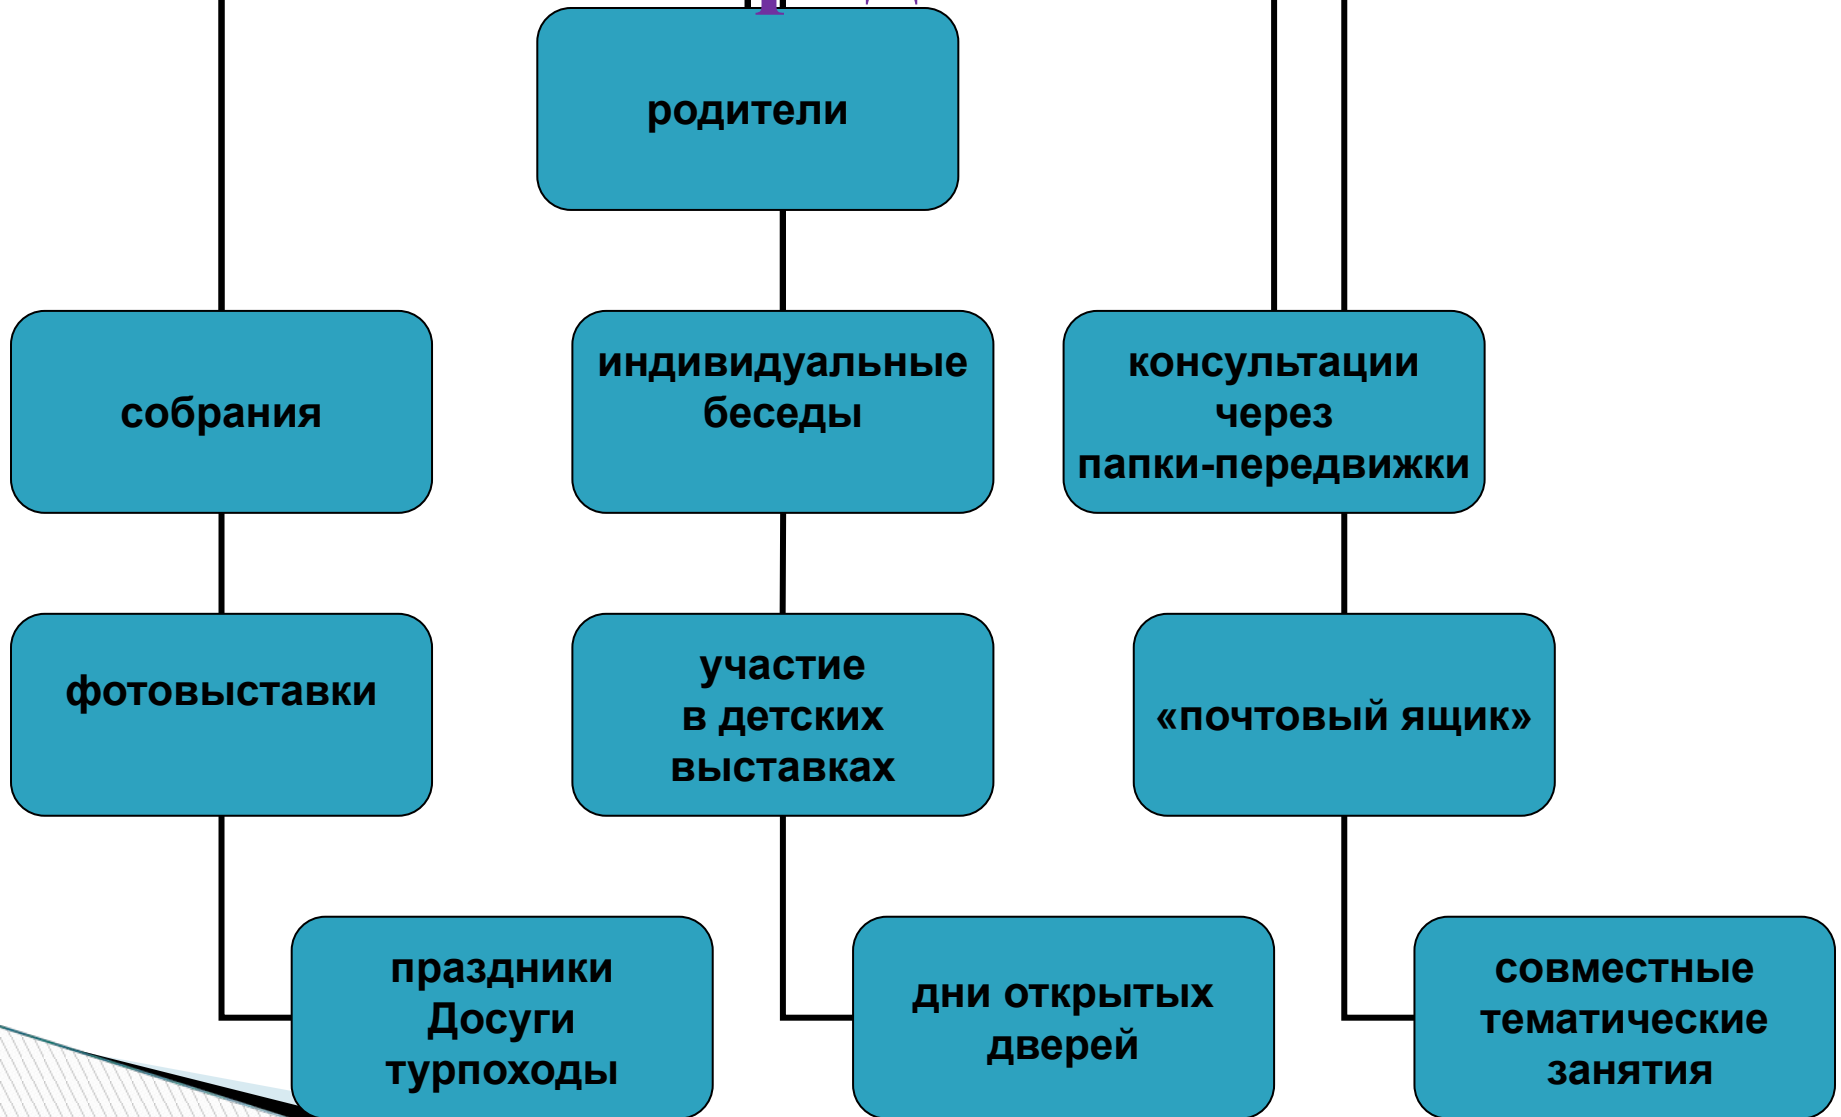 родители
собрания
индивидуальные
беседы
консультации
через
папки-передвижки
фотовыставки
участие
в детских
выставках
«почтовый ящик»
праздники
Досуги
турпоходы
дни открытых
дверей
совместные
тематические
занятия